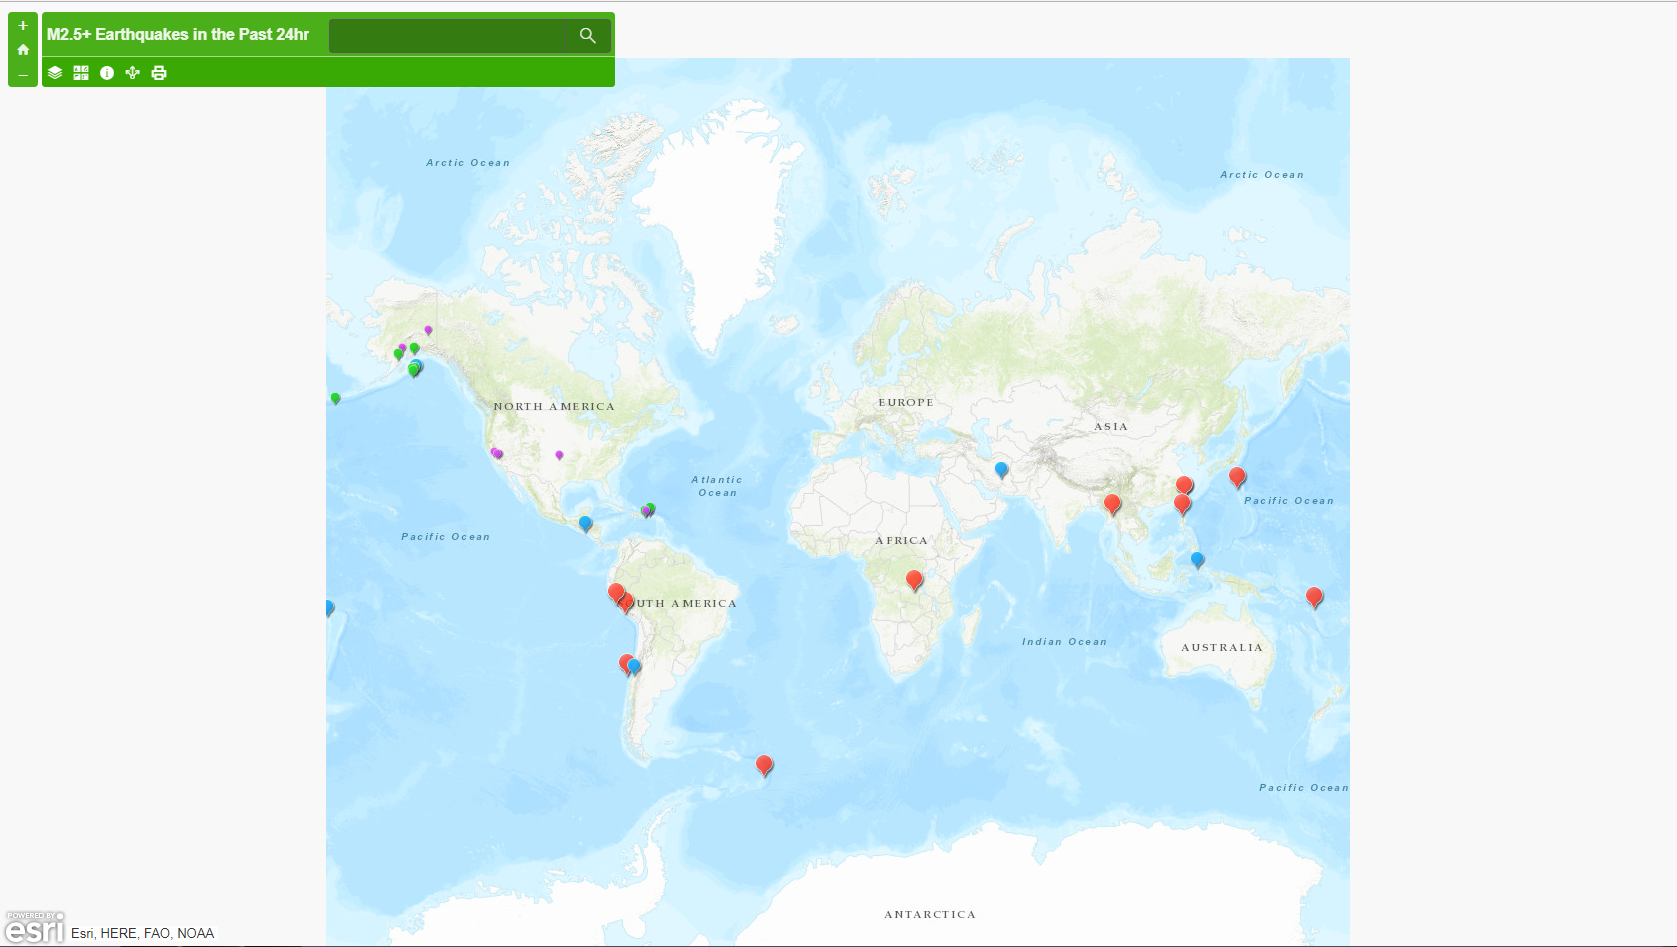 +
M2.5+ Earthquakes in the Past 24hr
Arctic Ocean
Arctic Ocean
NORTH AMERICA
EUROPE
ASIA
Atlantic
Ocean
Pacific Ocean
Pacific Ocean
AFRICA
OUTH AMERICA
Indian Ocean
AUSTRALIA
Pacific Ocean
ANTARCTICA
POWERED BY
esri
Esri, HERE, FAO, NOAA